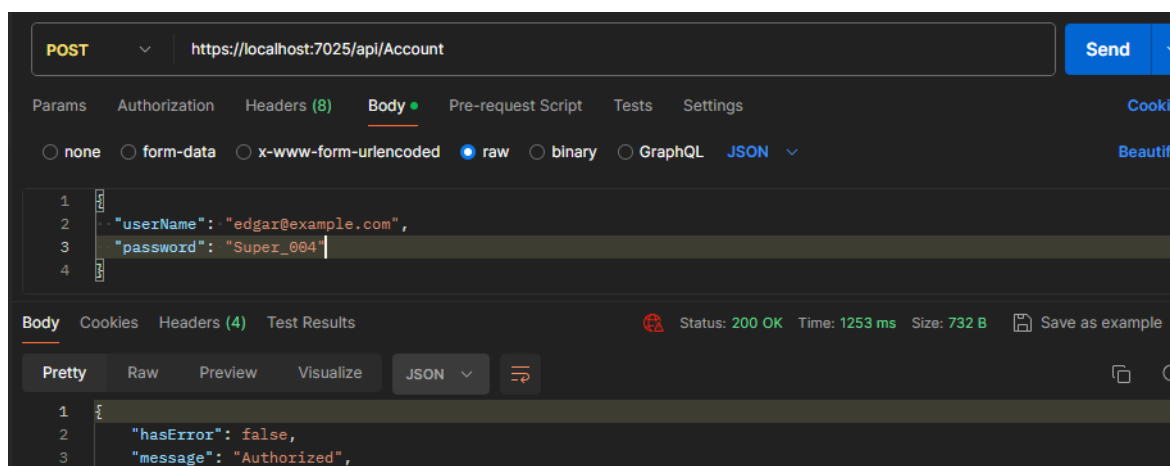 POST https://localhost:7025/api/Account Send
Params Authorization Headers (8) Body Pre-request Script Tests Settings Cooki
none form-data x-www-form-urlencoded raw binary GraphQL JSON Beautif
1 {
2 "userName": "edgar@example.com",
3 "password": "Super_004"
4 }
Body Cookies Headers (4) Test Results Status: 200 OK Time: 1253 ms Size: 732 B Save as example
Pretty Raw Preview Visualize JSON
1 {
2 "hasError": false,
3 "message": "Authorized",